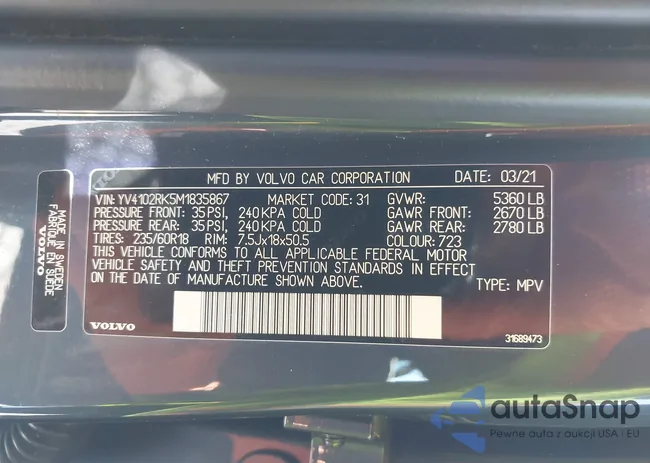 MFD BY VOLVO CAR CORPORATION DATE: 03/21
VIN: YV4102RK5M1835867 MARKET CODE: 31 GVWR: 5360 LB
PRESSURE FRONT: 35 PSI, 240 KPA COLD GAWR FRONT: 2670 LB
PRESSURE REAR: 35 PSI, 240 KPA COLD GAWR REAR: 2780 LB
TIRES: 235/60R18 RIM: 7.5Jx18x50.5 COLOUR: 723
THIS VEHICLE CONFORMS TO ALL APPLICABLE FEDERAL MOTOR
VEHICLE SAFETY AND THEFT PREVENTION STANDARDS IN EFFECT
ON THE DATE OF MANUFACTURE SHOWN ABOVE.
TYPE: MPV
VOLVO 31689473
MADE IN SWEDEN
FABRIQUE EN SUÈDE
VOLVO
autoSnap
Pewne auta z aukcji USA i EU